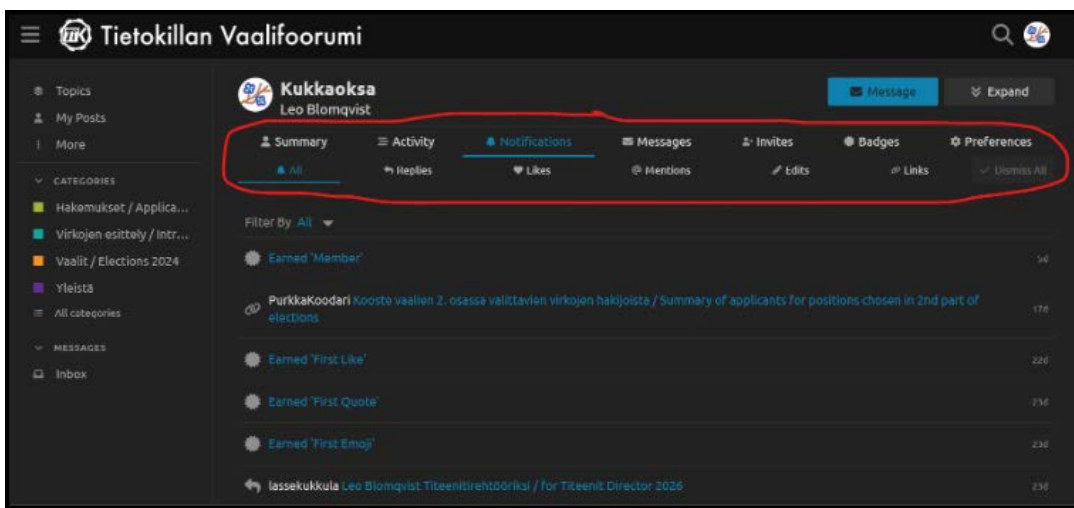 Tietokillan Vaalifoorumi
Topics
My Posts
More
CATEGORIES
Hakemukset / Applica...
Virkojen esittely / Intr...
Vaalit / Elections 2024
Yleistä
All categories
MESSAGES
Inbox
Kukkaoksa
Leo Blomqvist
Message Expand
Summary Activity Notifications Messages Invites Badges Preferences
All Replies Likes Mentions Edits Links Dismiss All
Filter By All
Earned 'Member' 5d
PurkkaKoodari Kooste vaalien 2. osassa valittavien virkojen hakijoista / Summary of applicants for positions chosen in 2nd part of
elections 17d
Earned 'First Like' 22d
Earned 'First Quote' 23d
Earned 'First Emoji' 23d
lassekukkula Leo Blomqvist Titeenitirehtööriksi / for Titeenit Director 2026 23d